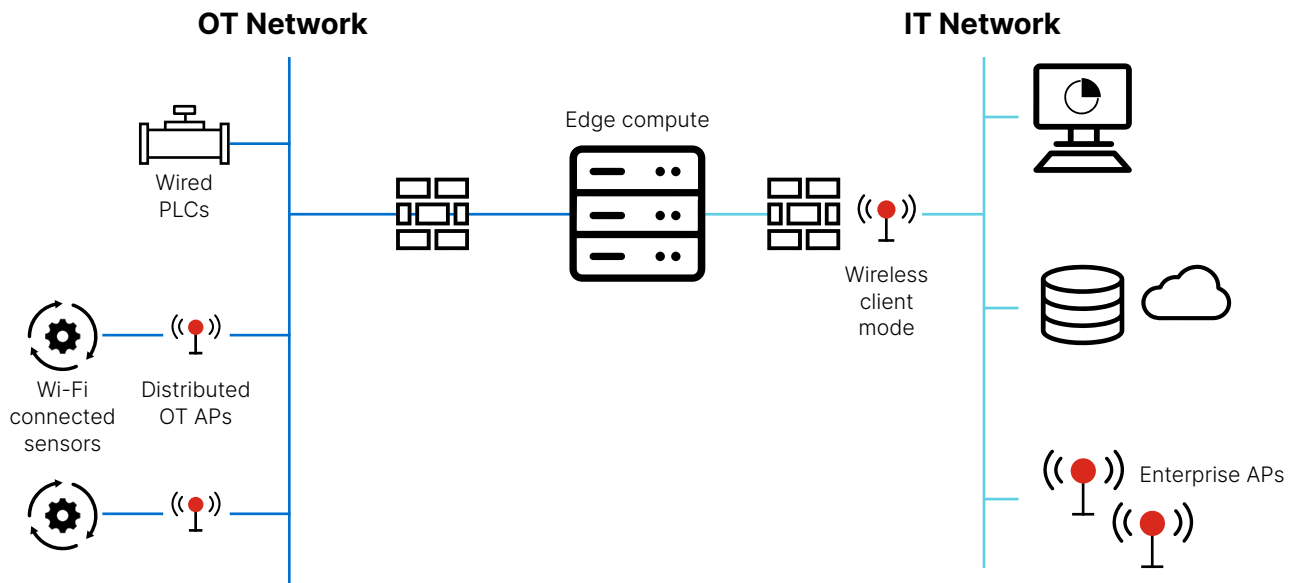 OT Network
IT Network
Edge compute
Wired
PLCs
Wireless
client
mode
Wi-Fi
connected
sensors
Distributed
OT APs
Enterprise APs